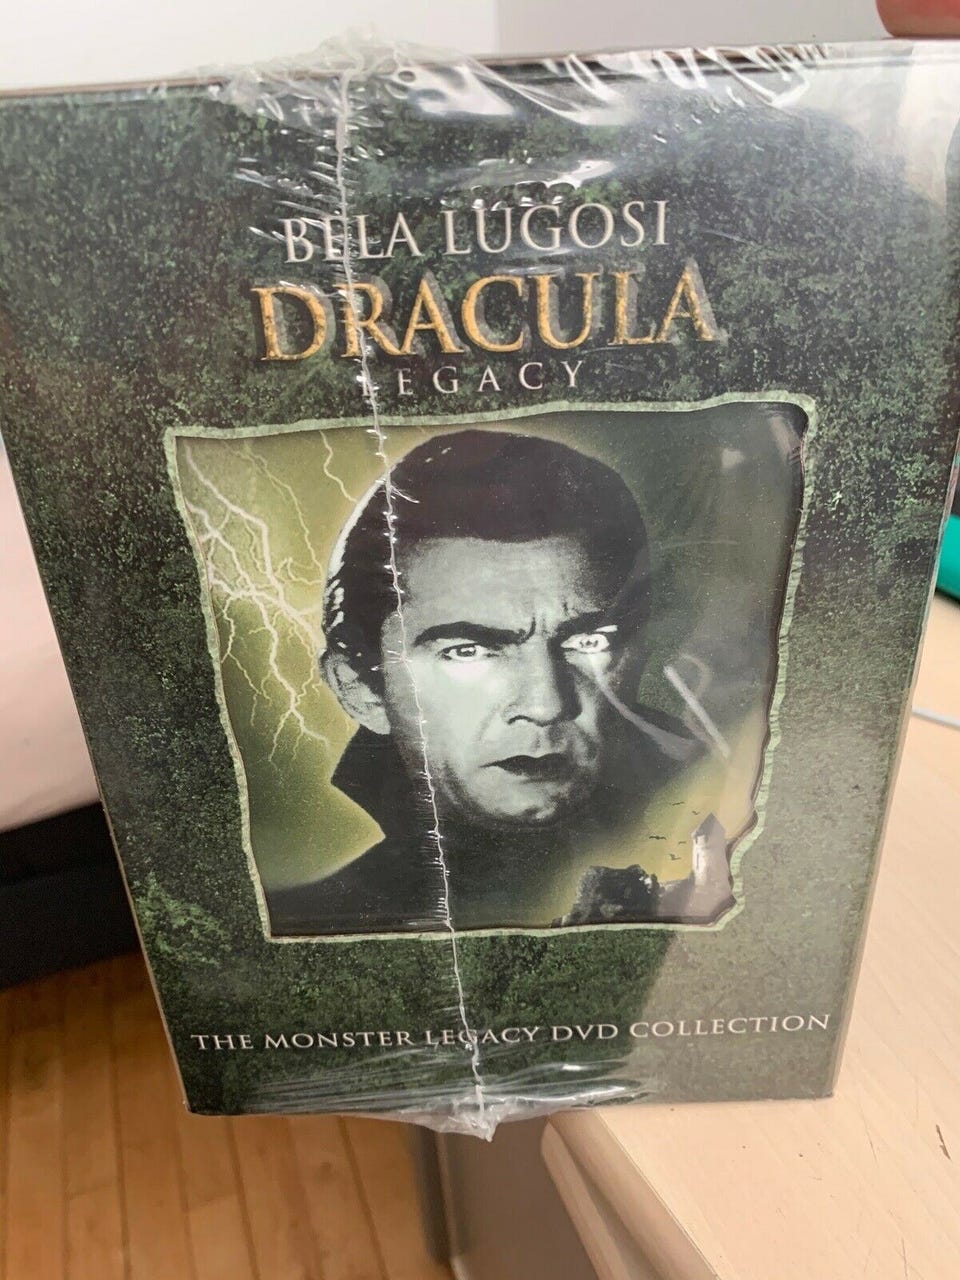 BELA LUGOSI
DRACULA
LEGACY
THE MONSTER LEGACY DVD COLLECTION